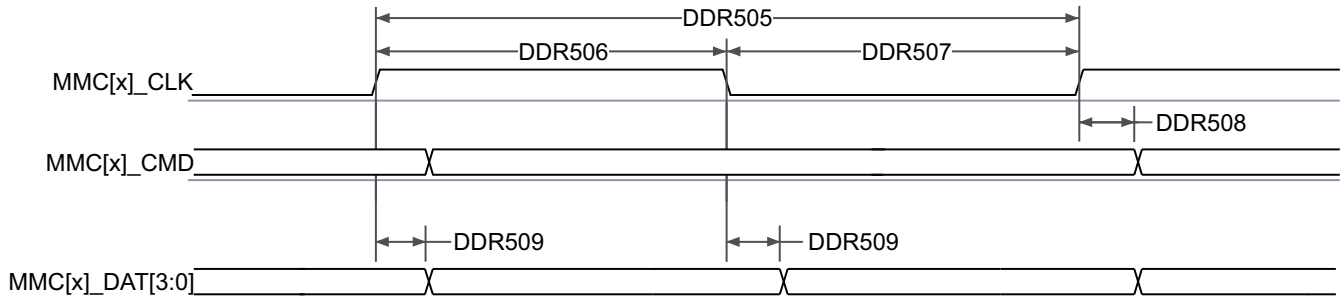 DDR505
DDR506 DDR507
MMC[x]_CLK
DDR508
MMC[x]_CMD
DDR509 DDR509
MMC[x]_DAT[3:0]